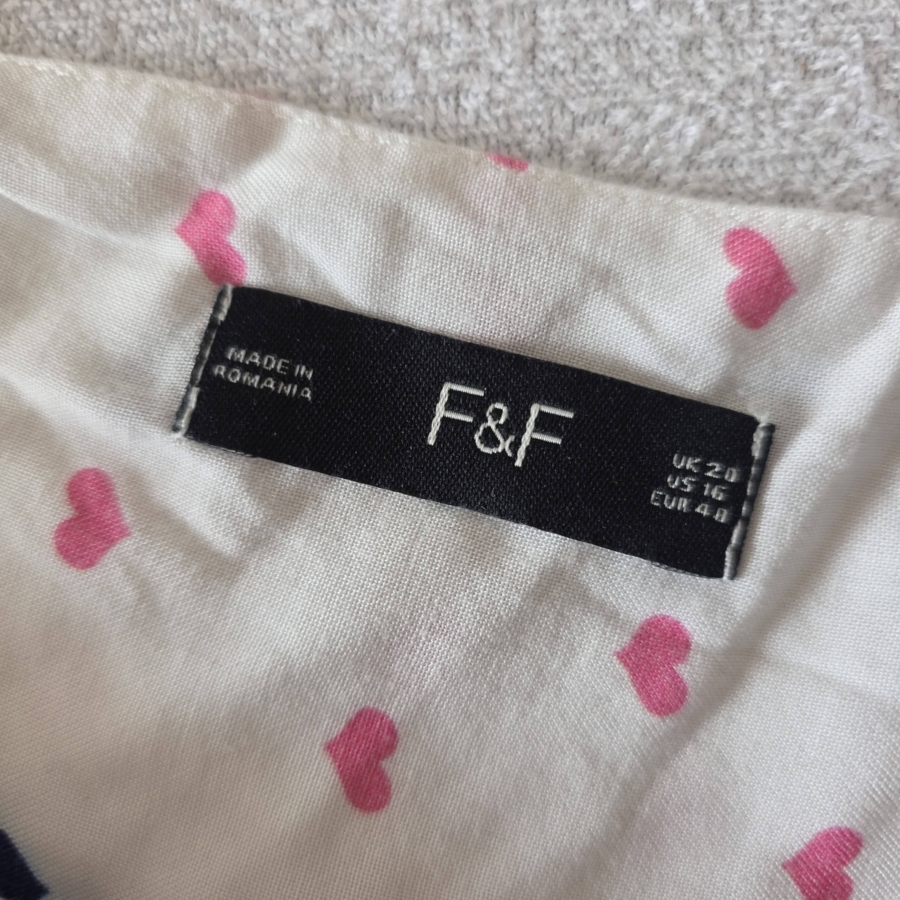 MADE IN
ROMANIA
F&F
UK 20
US 16
EUR 48